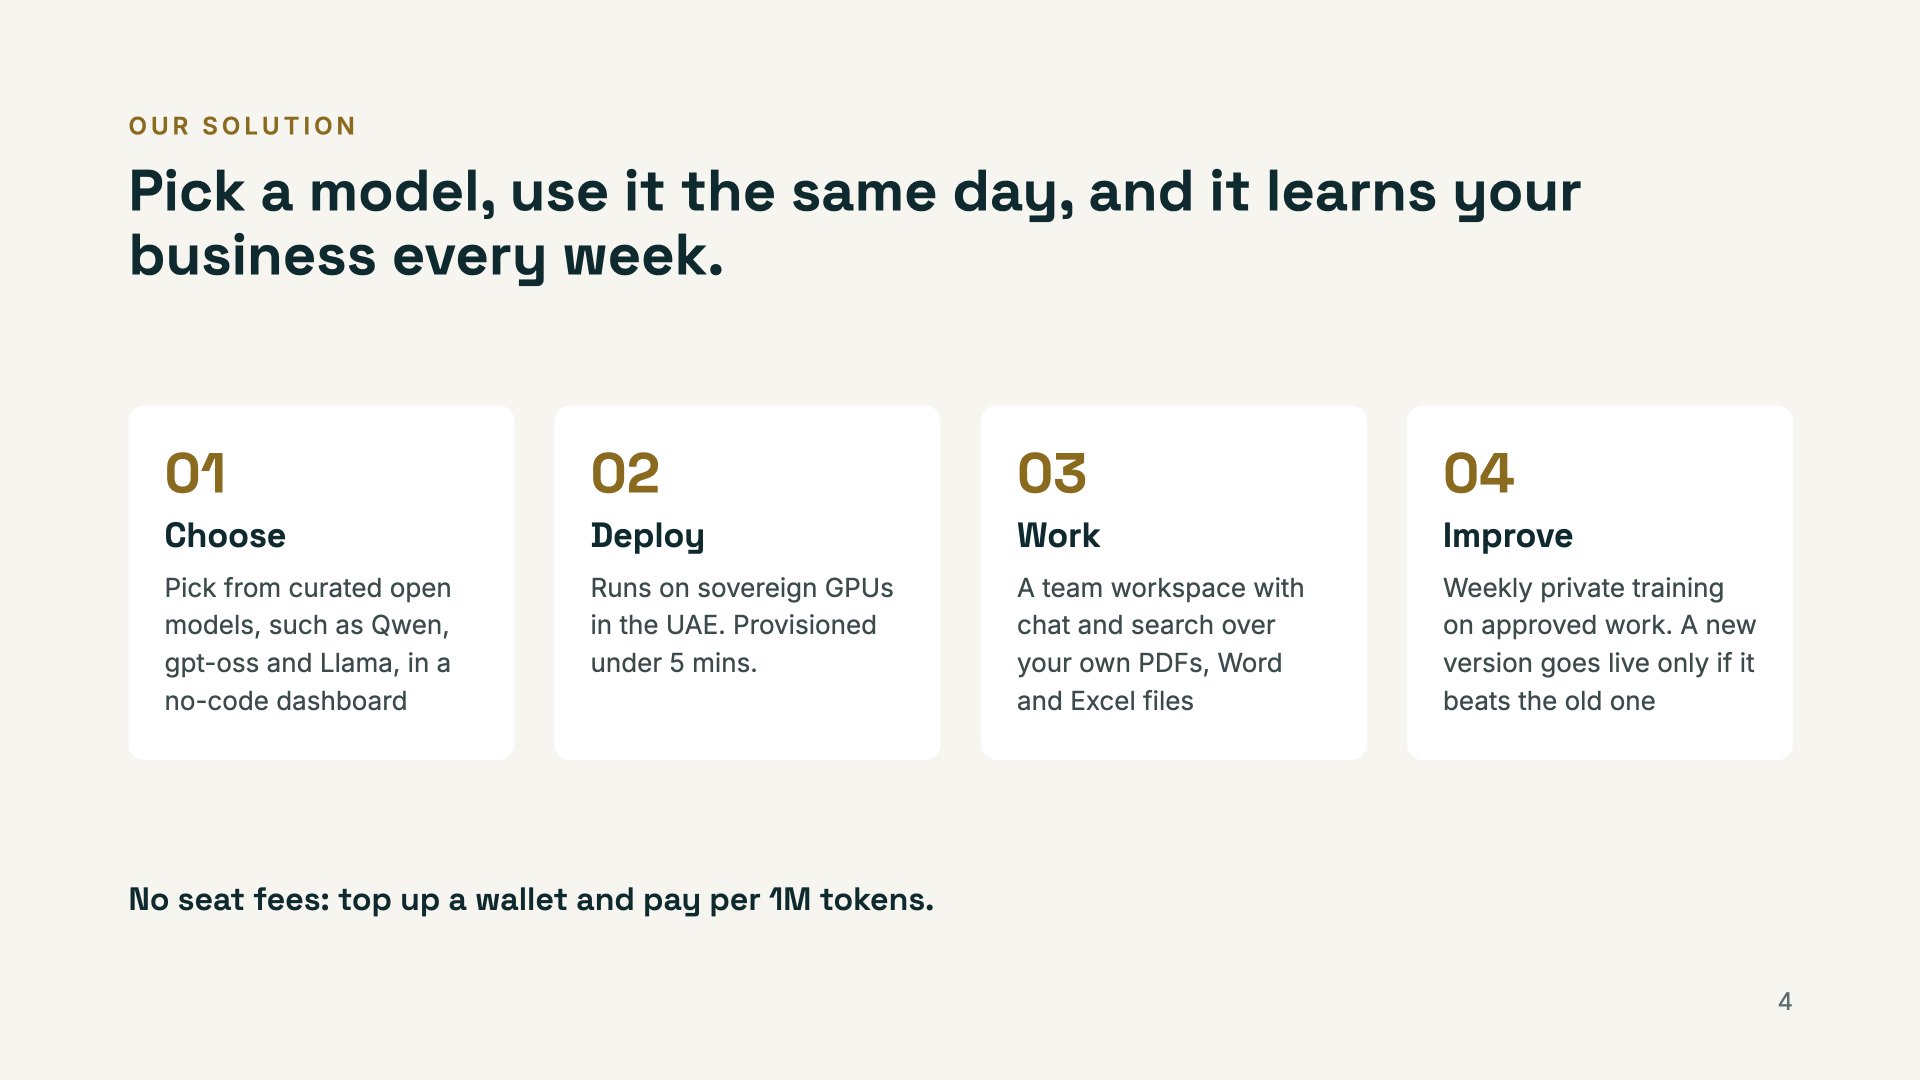 OUR SOLUTION
Pick a model, use it the same day, and it learns your
business every week.
01
Choose
Pick from curated open
models, such as Qwen,
gpt-oss and Llama, in a
no-code dashboard
02
Deploy
Runs on sovereign GPUs
in the UAE. Provisioned
under 5 mins.
03
Work
A team workspace with
chat and search over
your own PDFs, Word
and Excel files
04
Improve
Weekly private training
on approved work. A new
version goes live only if it
beats the old one
No seat fees: top up a wallet and pay per 1M tokens.
4